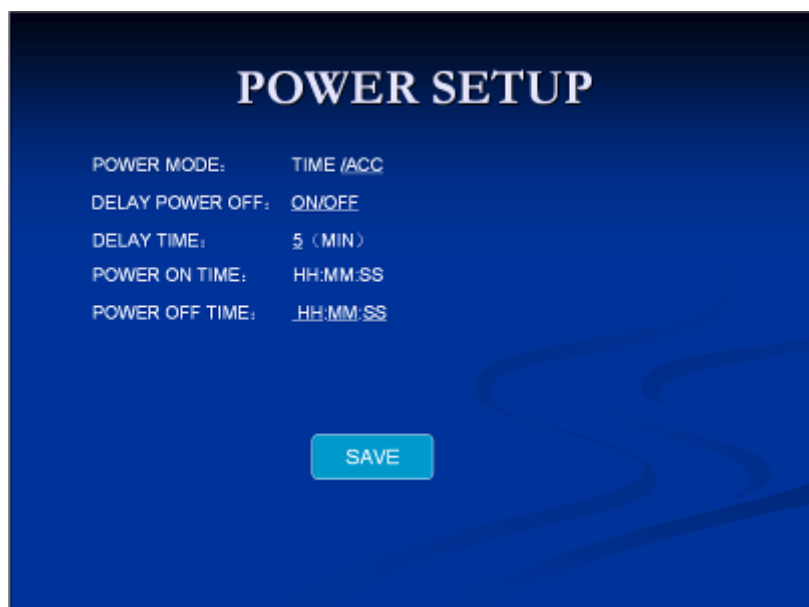 POWER SETUP
POWER MODE: TIME /ACC
DELAY POWER OFF: ON/OFF
DELAY TIME: 5（MIN）
POWER ON TIME: HH:MM:SS
POWER OFF TIME: HH:MM:SS
SAVE